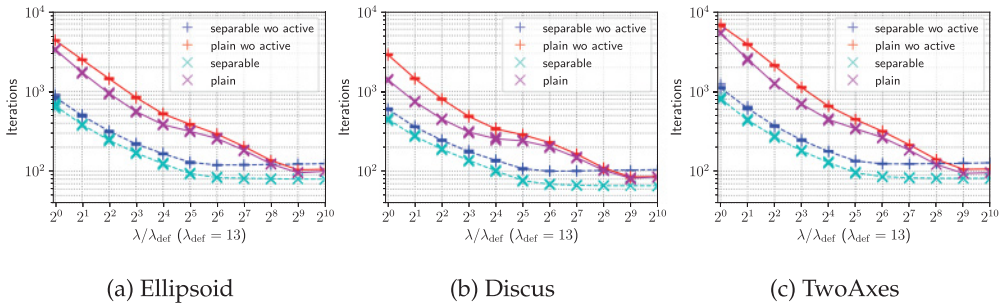 10^4
10^3
10^2
Iterations
separable wo active
plain wo active
separable
plain
2^0 2^1 2^2 2^3 2^4 2^5 2^6 2^7 2^8 2^9 2^10
λ/λ_def (λ_def = 13)
(a) Ellipsoid
10^4
10^3
10^2
Iterations
separable wo active
plain wo active
separable
plain
2^0 2^1 2^2 2^3 2^4 2^5 2^6 2^7 2^8 2^9 2^10
λ/λ_def (λ_def = 13)
(b) Discus
10^4
10^3
10^2
Iterations
separable wo active
plain wo active
separable
plain
2^0 2^1 2^2 2^3 2^4 2^5 2^6 2^7 2^8 2^9 2^10
λ/λ_def (λ_def = 13)
(c) TwoAxes